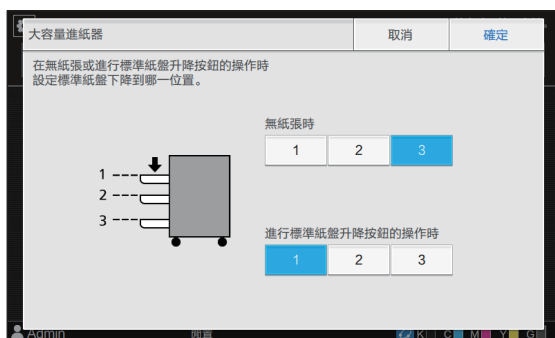 大容量進紙器
取消
確定
在無紙張或進行標準紙盤升降按鈕的操作時
設定標準紙盤下降到哪一位置。
無紙張時
1 2 3
1
2
3
進行標準紙盤升降按鈕的操作時
1 2 3
Admin 閒置 K C M Y G